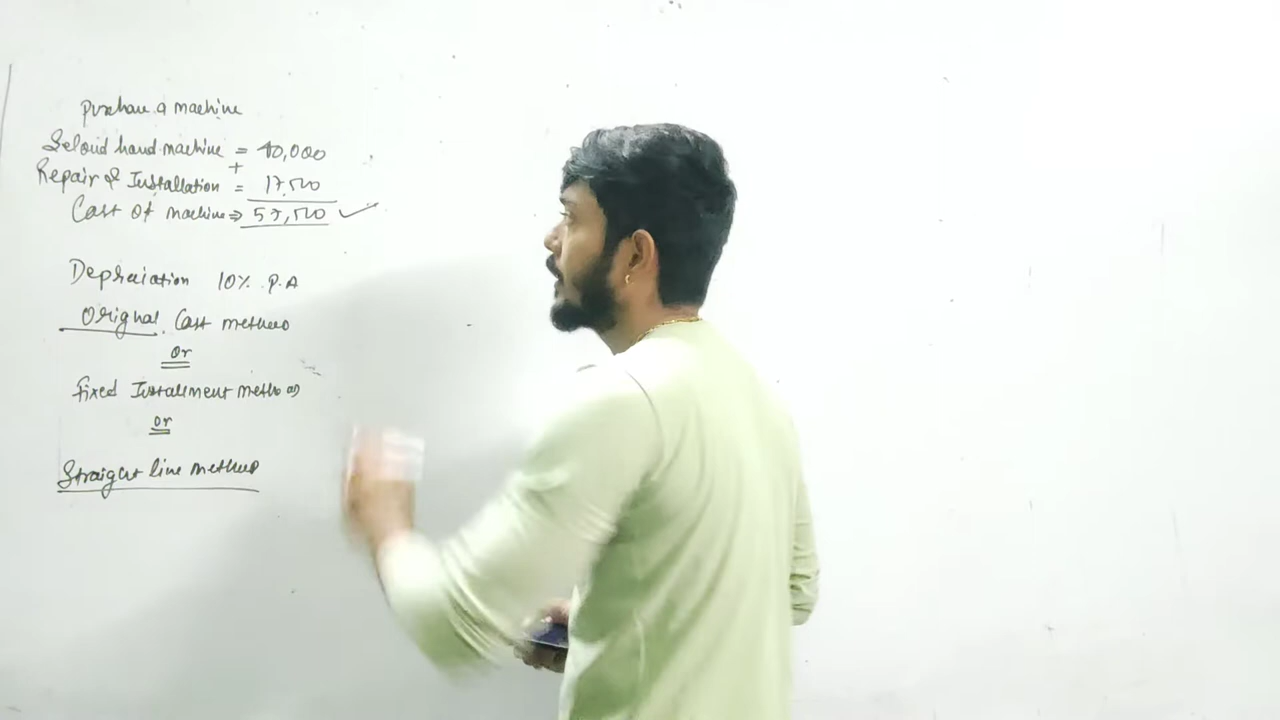 Purchase a machine
Second hand machine = 40,000
+
Repair & Installation = 17,500
Cost Of machine ⇒ 57,500 ✓
Depreciation 10% P.A
Original Cost method
Or
fixed Installment method
or
Straight line method